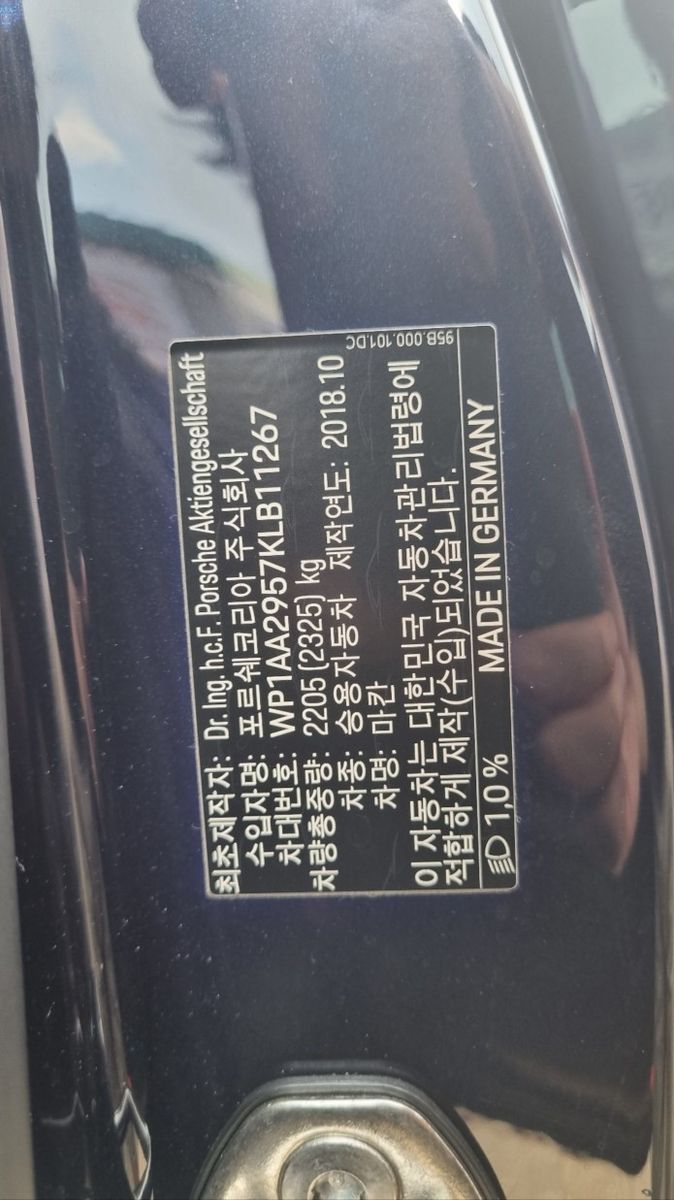 최초제작자: Dr. Ing. h.c.F. Porsche Aktiengesellschaft
수입자명: 포르쉐코리아 주식회사
차대번호: WP1AA2957KLB11267
차량총중량: 2205 (2325) kg
차종: 승용자동차 제작연도: 2018.10
차명: 마칸
이 자동차는 대한민국 자동차관리법령에
적합하게 제작(수입)되었습니다.
95B.000.101.DC
1,0 % MADE IN GERMANY